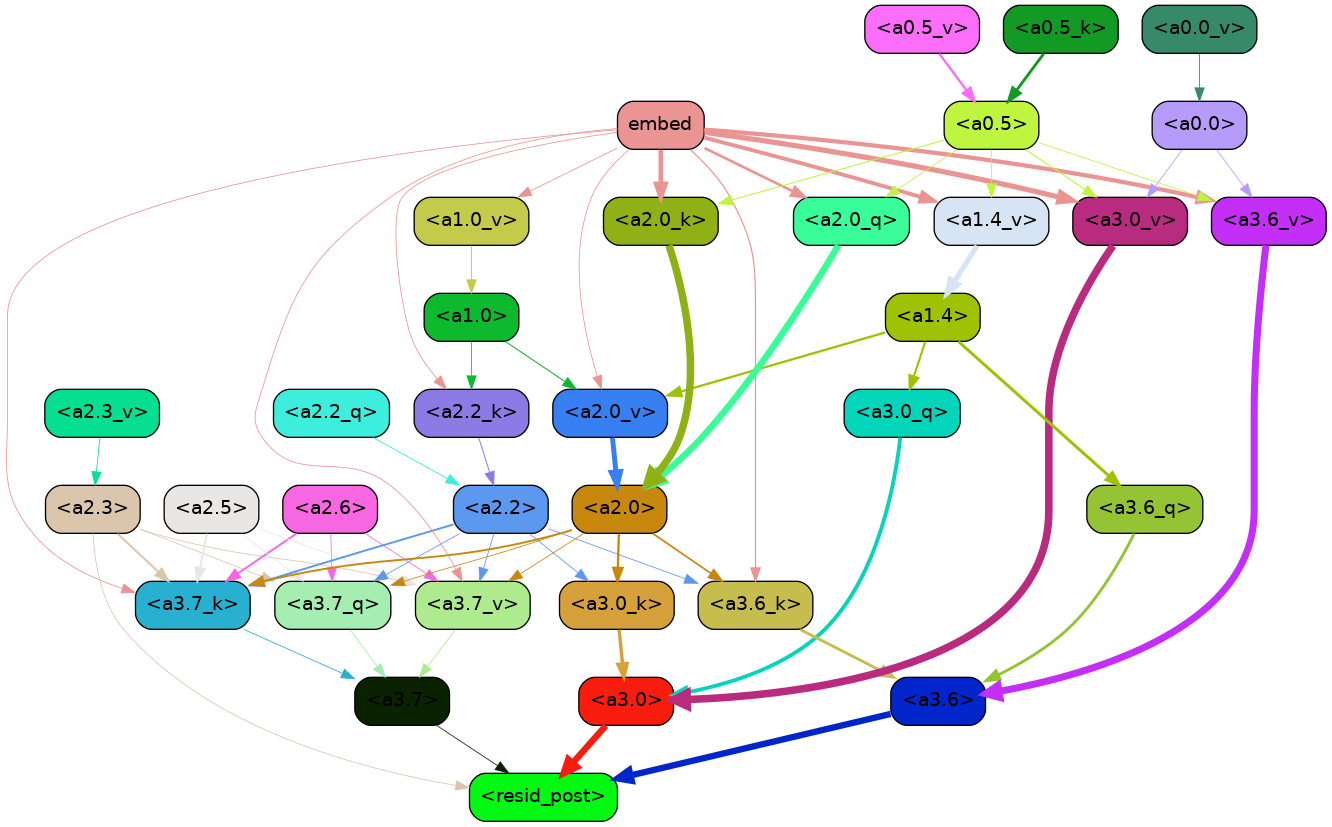 <a0.5_v> <a0.5_k> <a0.0_v>
embed <a0.5> <a0.0>
<a1.0_v> <a2.0_k> <a2.0_q> <a1.4_v> <a3.0_v> <a3.6_v>
<a1.0> <a1.4>
<a2.3_v> <a2.2_q> <a2.2_k> <a2.0_v> <a3.0_q>
<a2.3> <a2.5> <a2.6> <a2.2> <a2.0> <a3.6_q>
<a3.7_k> <a3.7_q> <a3.7_v> <a3.0_k> <a3.6_k>
<a3.7> <a3.0> <a3.6>
<resid_post>